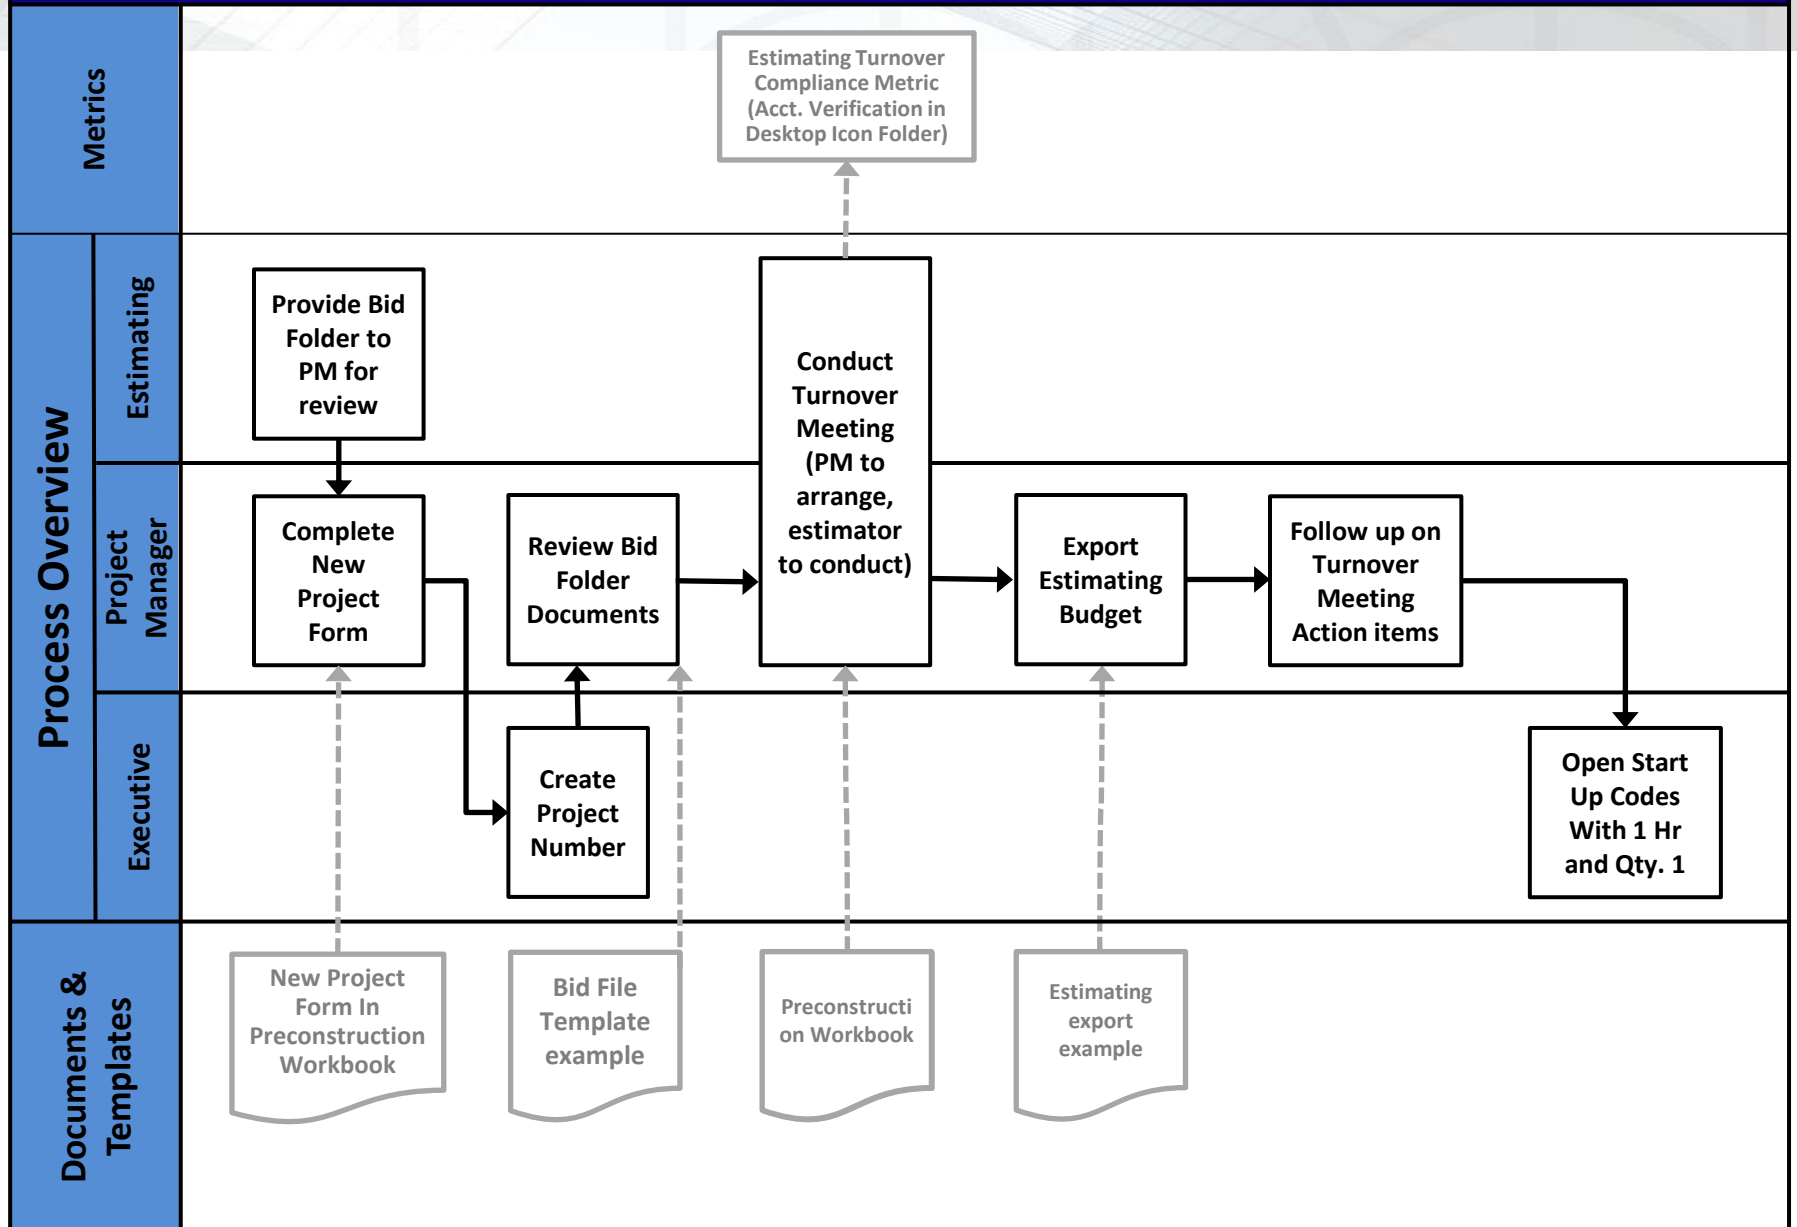 Metrics
Estimating Turnover
Compliance Metric
(Acct. Verification in
Desktop Icon Folder)
Process Overview
Estimating
Provide Bid
Folder to
PM for
review
Conduct
Turnover
Meeting
(PM to
arrange,
estimator
to conduct)
Project
Manager
Complete
New
Project
Form
Review Bid
Folder
Documents
Export
Estimating
Budget
Follow up on
Turnover
Meeting
Action items
Executive
Create
Project
Number
Open Start
Up Codes
With 1 Hr
and Qty. 1
Documents &
Templates
New Project
Form In
Preconstruction
Workbook
Bid File
Template
example
Preconstructi
on Workbook
Estimating
export
example